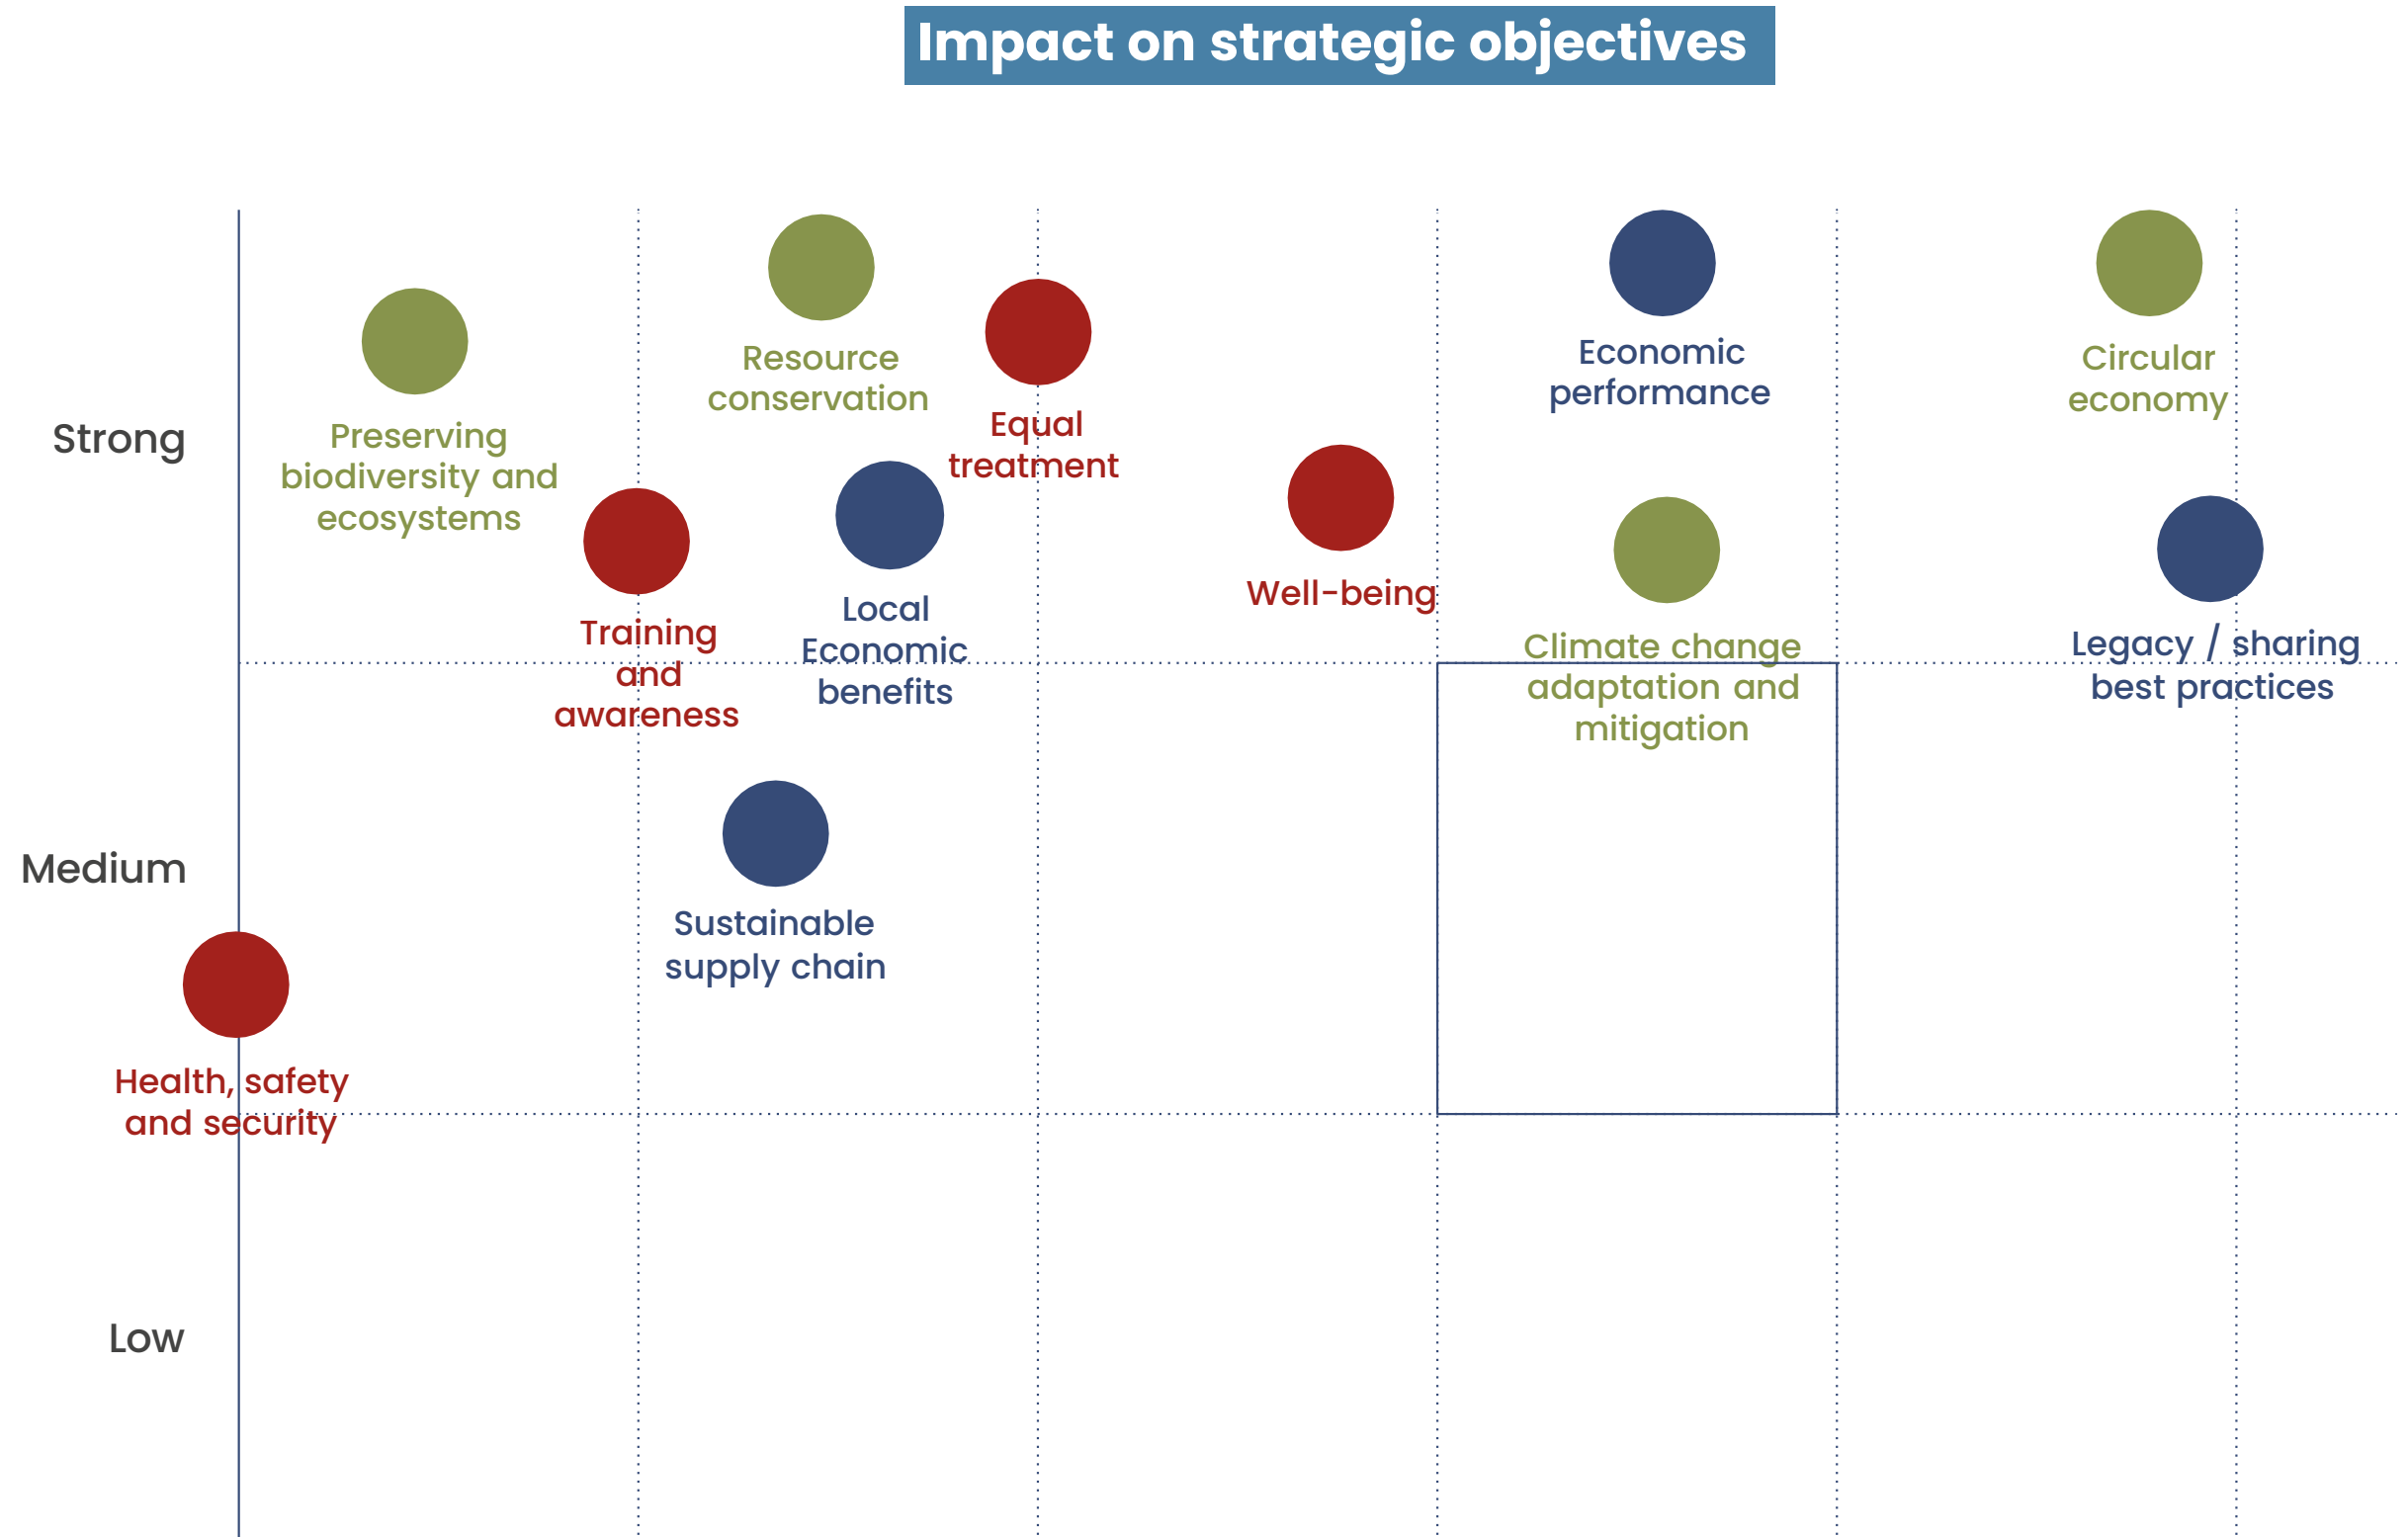 Impact on strategic objectives
Resource
conservation
Economic
performance
Circular
economy
Strong
Preserving
biodiversity and
ecosystems
Equal
treatment
Well-being
Training
and
awareness
Local
Economic
benefits
Climate change
adaptation and
mitigation
Legacy / sharing
best practices
Medium
Sustainable
supply chain
Health, safety
and security
Low